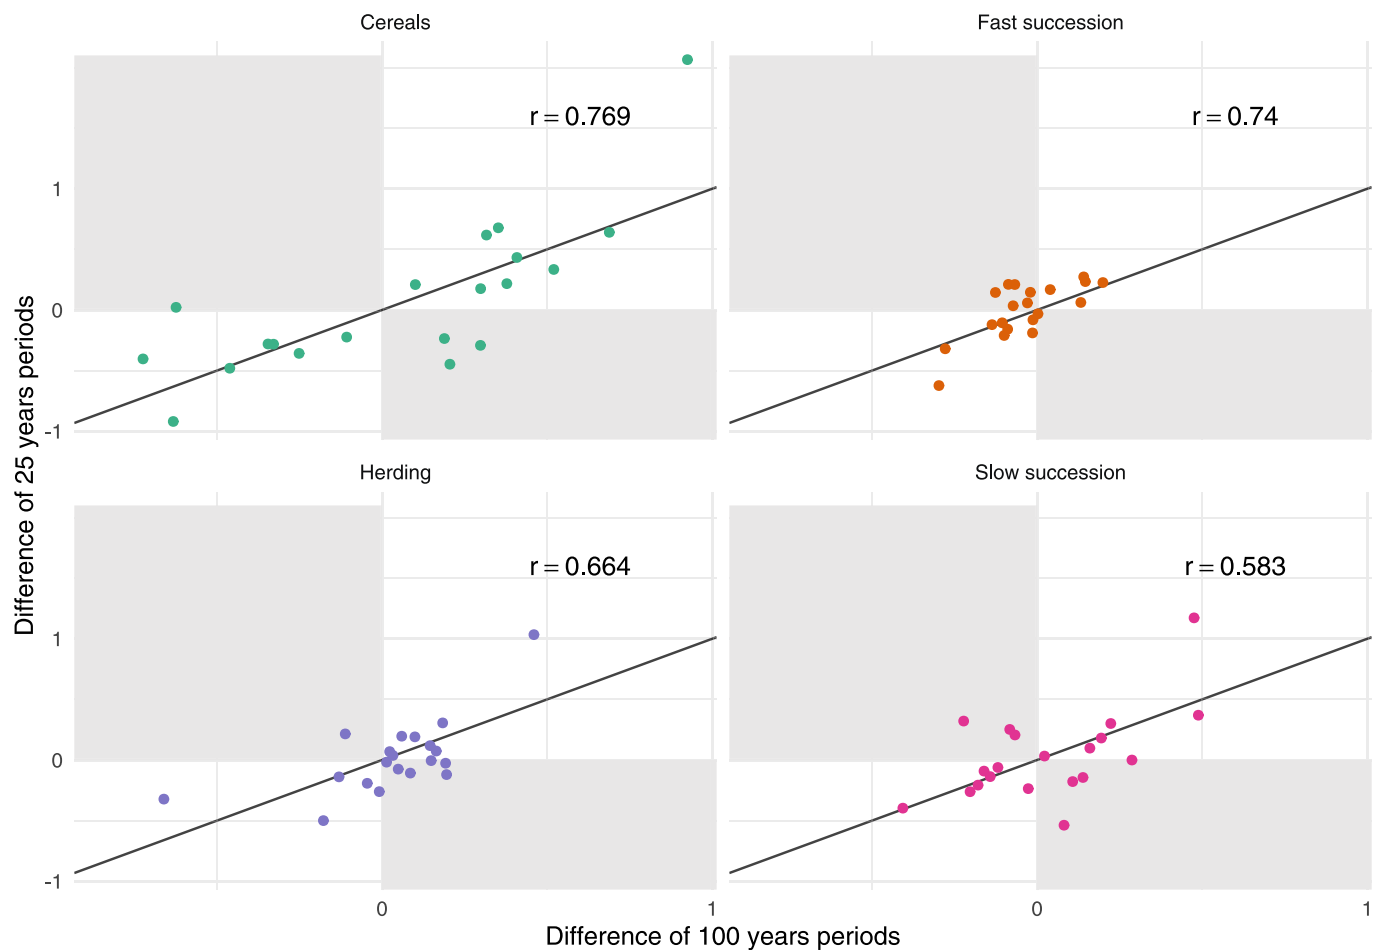 Cereals
Fast succession
r = 0.769
r = 0.74
1
0
-1
Herding
Slow succession
r = 0.664
r = 0.583
1
0
-1
0
1
0
1
Difference of 100 years periods
Difference of 25 years periods